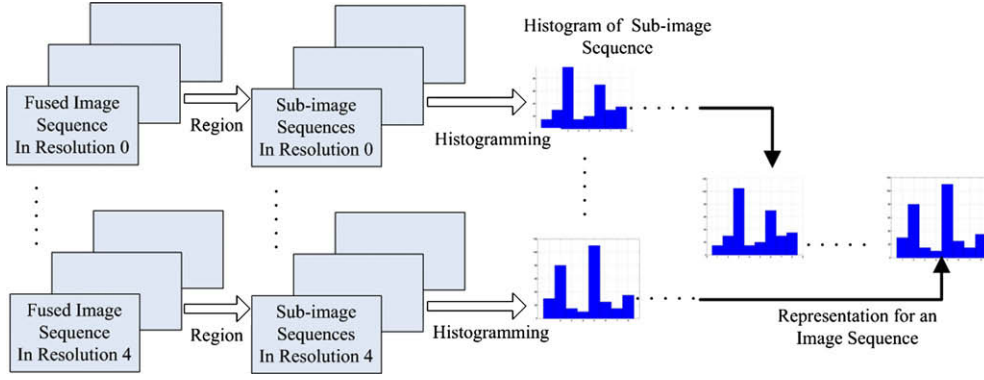 Histogram of Sub-image
Sequence
Fused Image
Sequence
In Resolution 0
Region
Sub-image
Sequences
In Resolution 0
Histogramming
Fused Image
Sequence
In Resolution 4
Region
Sub-image
Sequences
In Resolution 4
Histogramming
Representation for an
Image Sequence